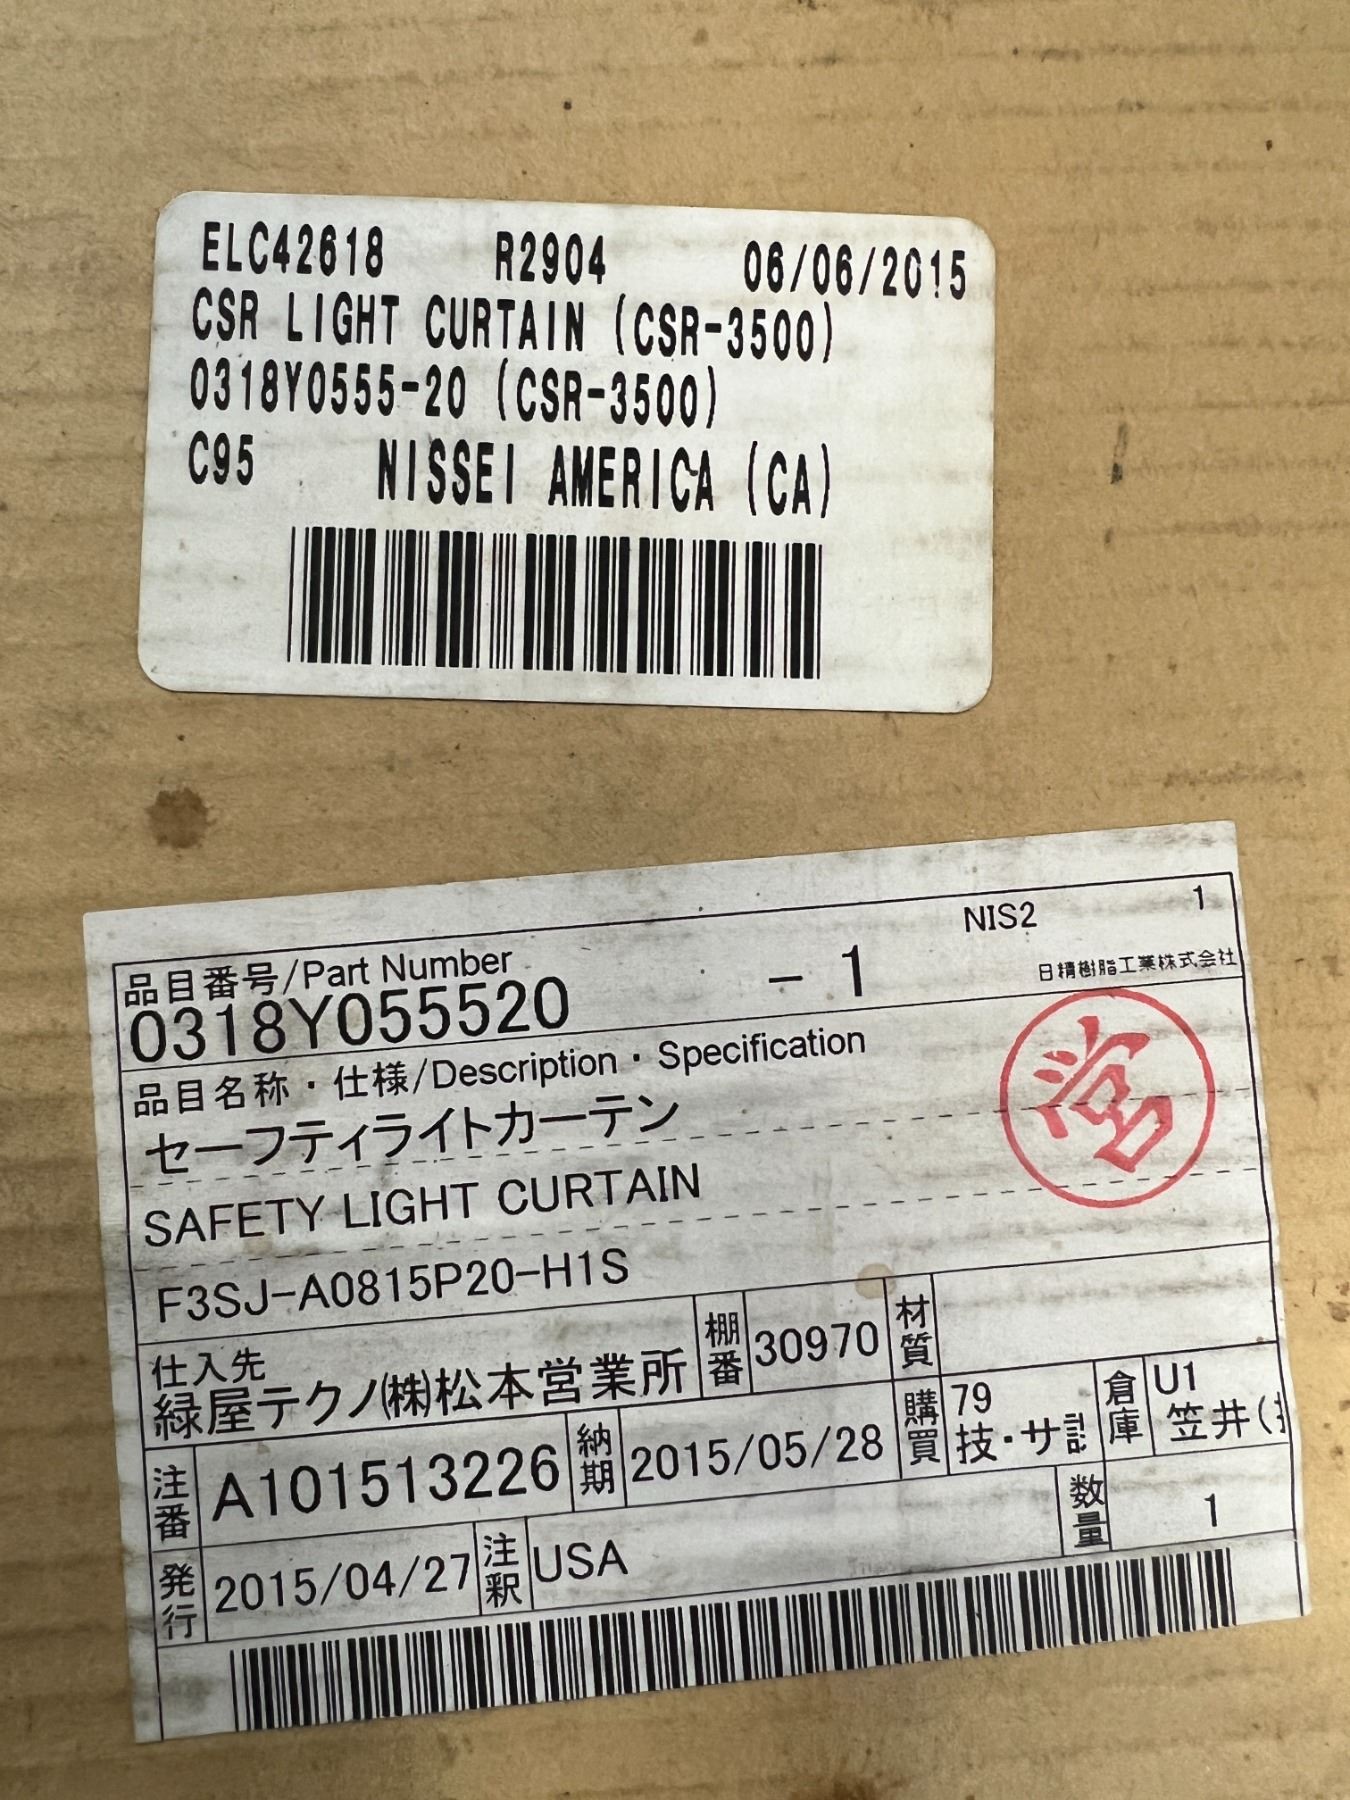 ELC42618 R2904 06/06/2015
CSR LIGHT CURTAIN (CSR-3500)
0318Y0555-20 (CSR-3500)
C95 NISSEI AMERICA (CA)
NIS2 1
品目番号/Part Number
0318Y055520 - 1
日精樹脂工業株式会社
営
品目名称・仕様/Description・Specification
セーフティライトカーテン
SAFETY LIGHT CURTAIN
F3SJ-A0815P20-H1S
仕入先
緑屋テクノ㈱松本営業所
棚番 30970
材質
注番 A101513226
納期 2015/05/28
購買 79
技・サ
倉庫 U1
笠井(
発行 2015/04/27
注釈 USA
数量 1